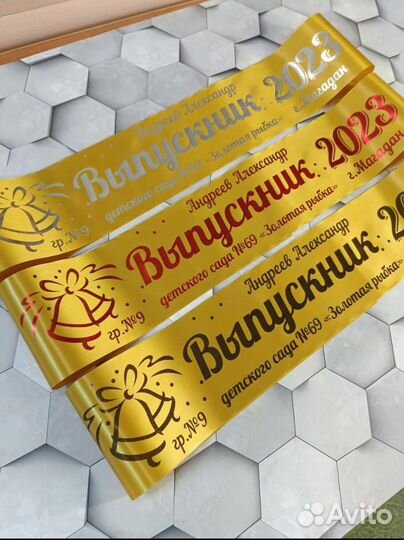 Андреев Александр
Выпускник 2023
детского сада №69 «Золотая рыбка» г.Магадан
гр.№9
Андреев Александр
Выпускник 2023
детского сада №69 «Золотая рыбка» г.Магадан
гр.№9
Андреев Александр
Выпускник 20
детского сада №69 «Золотая рыбка»
гр.№9
Avito